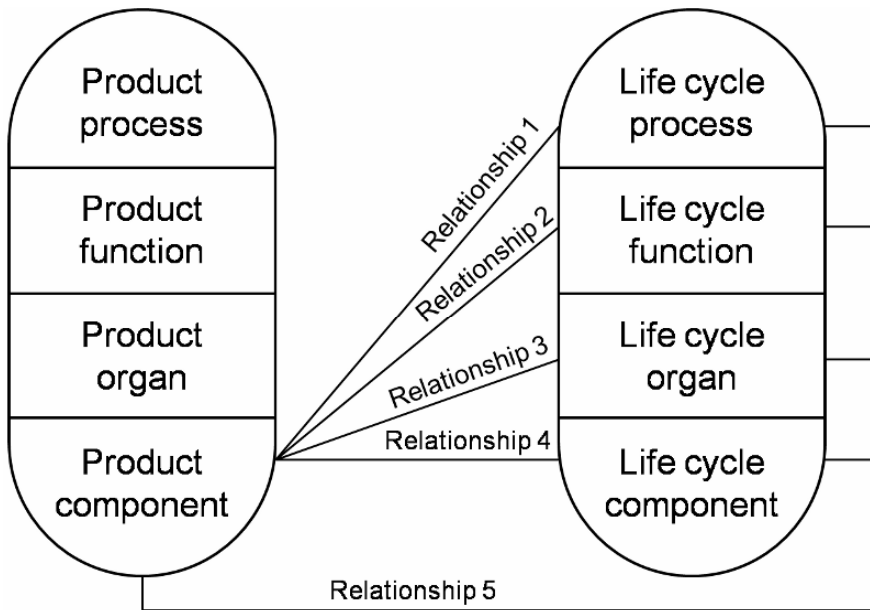 Product
process
Product
function
Product
organ
Product
component
Relationship 1
Relationship 2
Relationship 3
Relationship 4
Life cycle
process
Life cycle
function
Life cycle
organ
Life cycle
component
Relationship 5